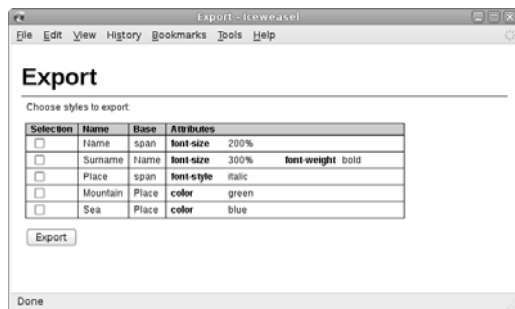 Export - Iceweasel
File Edit View History Bookmarks Tools Help
Export
Choose styles to export:
Selection Name Base Attributes
Name span font-size 200%
Surname Name font-size 300% font-weight bold
Place span font-style italic
Mountain Place color green
Sea Place color blue
Export
Done